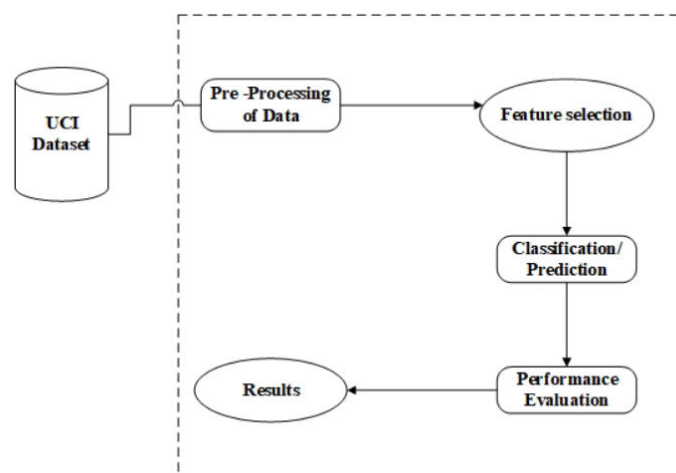 UCI
Dataset
Pre -Processing
of Data
Feature selection
Classification/
Prediction
Performance
Evaluation
Results